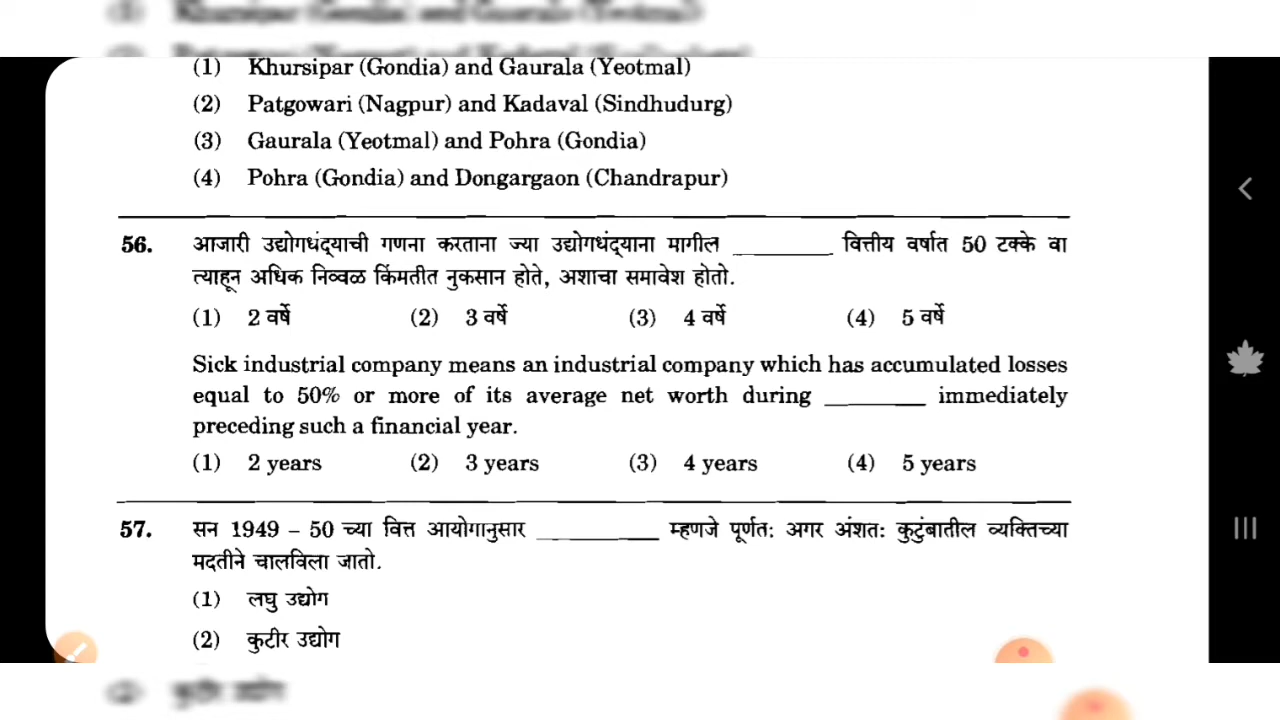 (1) Khursipar (Gondia) and Gaurala (Yeotmal)
(2) Patgowari (Nagpur) and Kadaval (Sindhudurg)
(3) Gaurala (Yeotmal) and Pohra (Gondia)
(4) Pohra (Gondia) and Dongargaon (Chandrapur)
56. आजारी उद्योगधंद्याची गणना करताना ज्या उद्योगधंद्याना मागील ________ वित्तीय वर्षात 50 टक्के वा
त्याहून अधिक निव्वळ किंमतीत नुकसान होते, अशाचा समावेश होतो.
(1) 2 वर्षे (2) 3 वर्षे (3) 4 वर्षे (4) 5 वर्षे
Sick industrial company means an industrial company which has accumulated losses
equal to 50% or more of its average net worth during ________ immediately
preceding such a financial year.
(1) 2 years (2) 3 years (3) 4 years (4) 5 years
57. सन 1949 – 50 च्या वित्त आयोगानुसार __________ म्हणजे पूर्णतः अगर अंशतः कुटुंबातील व्यक्तिच्या
मदतीने चालविला जातो.
(1) लघु उद्योग
(2) कुटीर उद्योग